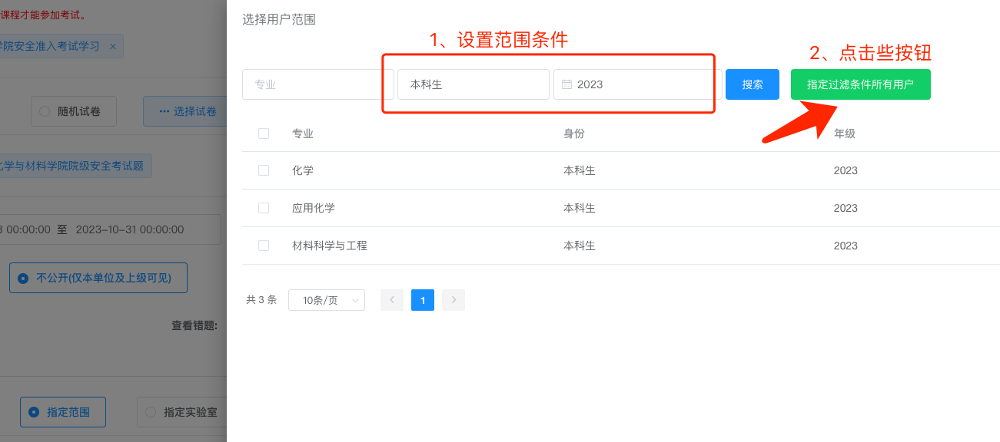 课程才能参加考试。
选择用户范围
1、设置范围条件
学院安全准入考试学习 ×
2、点击些按钮
专业 本科生 2023 搜索 指定过滤条件所有用户
随机试卷 ··· 选择试卷
专业 身份 年级
化学与材料学院院级安全考试题
化学 本科生 2023
应用化学 本科生 2023
00:00:00 至 2023-10-31 00:00:00
材料科学与工程 本科生 2023
不公开(仅本单位及上级可见)
共 3 条 10条/页 1
查看错题:
指定范围 指定实验室